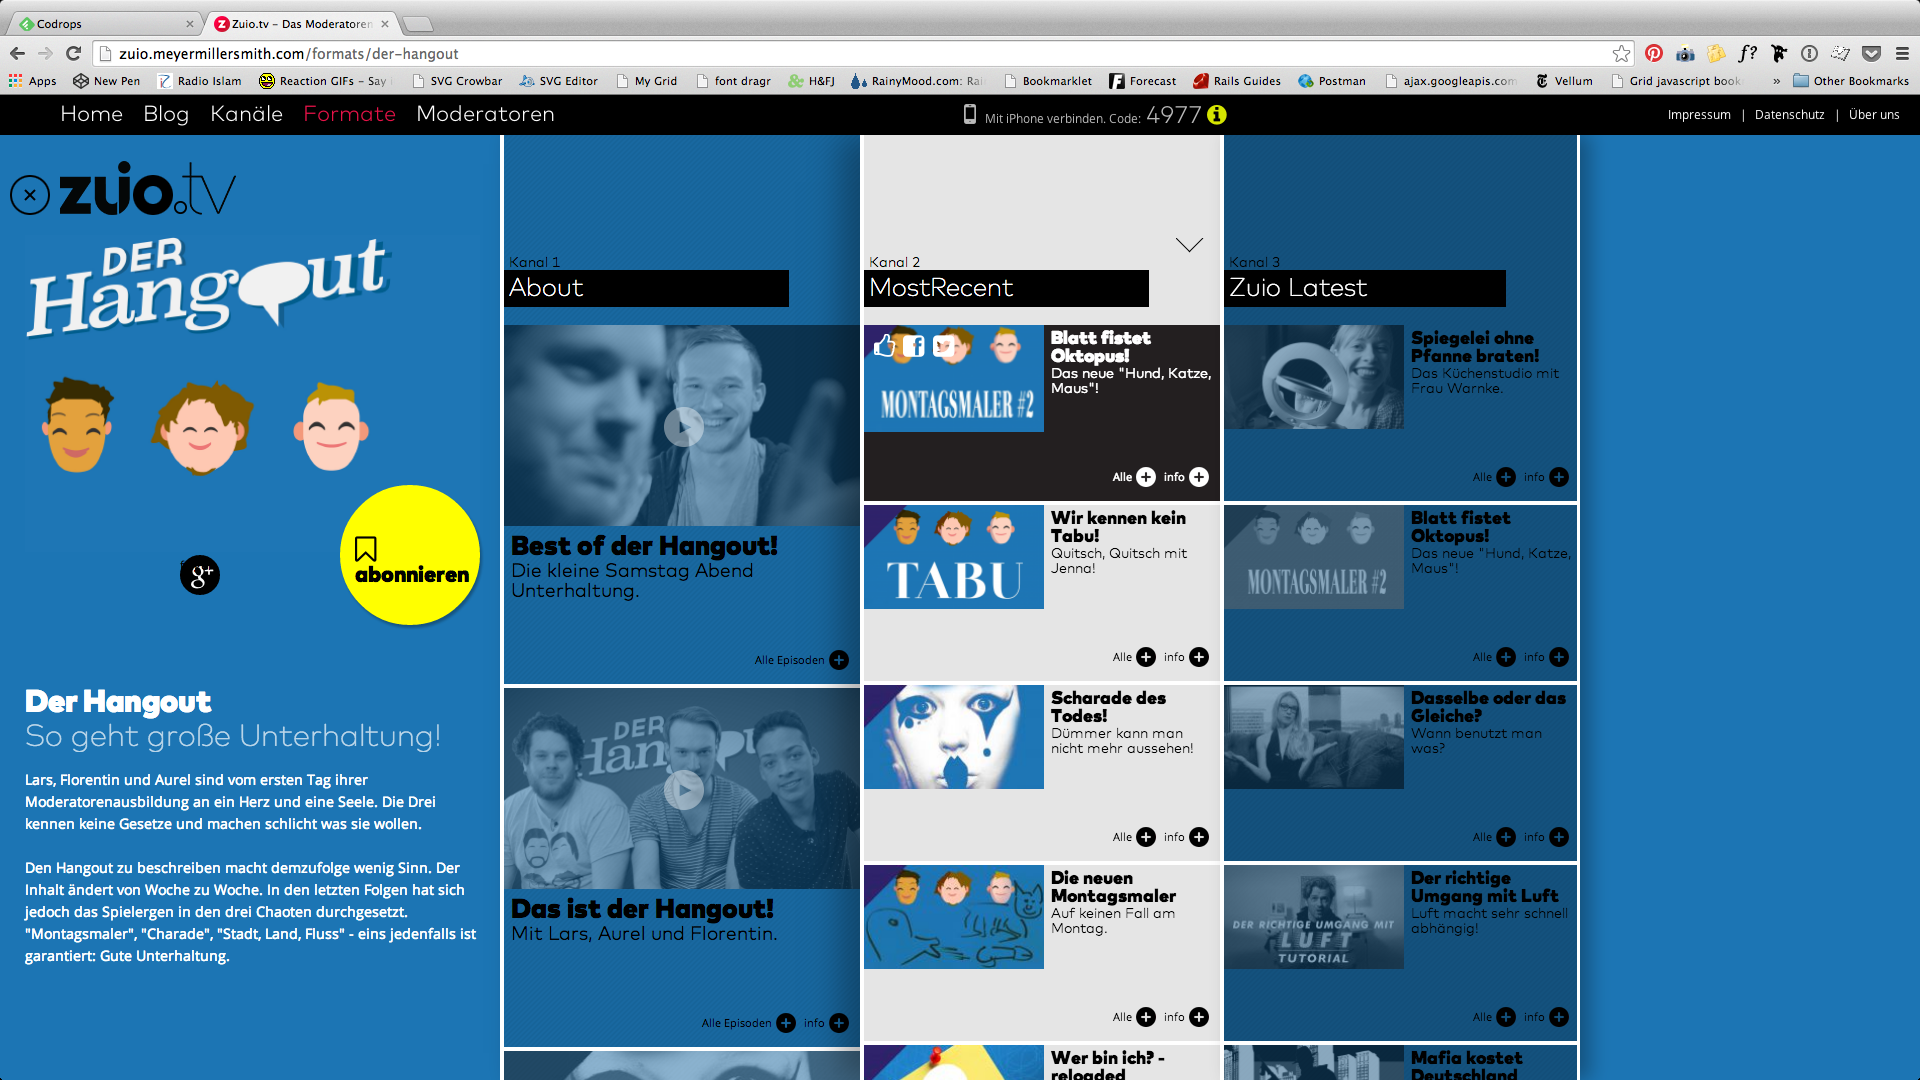 Codrops
Zuio.tv – Das Moderatoren
zuio.meyermillersmith.com/formats/der-hangout
Apps
New Pen
Radio Islam
Reaction GIFs – Say
SVG Crowbar
SVG Editor
My Grid
font dragr
H&FJ
RainyMood.com: Rai
Bookmarklet
Forecast
Rails Guides
Postman
ajax.googleapis.com
Vellum
Grid javascript book
»
Other Bookmarks
Home Blog Kanäle Formate Moderatoren
Mit iPhone verbinden. Code: 4977
Impressum | Datenschutz | Über uns
zuio.tv
DER
Hangout
g+
abonnieren
Der Hangout
So geht große Unterhaltung!
Lars, Florentin und Aurel sind vom ersten Tag ihrer
Moderatorenausbildung an ein Herz und eine Seele. Die Drei
kennen keine Gesetze und machen schlicht was sie wollen.
Den Hangout zu beschreiben macht demzufolge wenig Sinn. Der
Inhalt ändert von Woche zu Woche. In den letzten Folgen hat sich
jedoch das Spielergen in den drei Chaoten durchgesetzt.
"Montagsmaler", "Charade", "Stadt, Land, Fluss" - eins jedenfalls ist
garantiert: Gute Unterhaltung.
Kanal 1
About
Best of der Hangout!
Die kleine Samstag Abend
Unterhaltung.
Alle Episoden
DER
Hangout
Das ist der Hangout!
Mit Lars, Aurel und Florentin.
Alle Episoden info
Kanal 2
MostRecent
MONTAGSMALER #2
Blatt fistet
Oktopus!
Das neue "Hund, Katze,
Maus"!
Alle info
TABU
Wir kennen kein
Tabu!
Quitsch, Quitsch mit
Jenna!
Alle info
Scharade des
Todes!
Dümmer kann man
nicht mehr aussehen!
Alle info
Die neuen
Montagsmaler
Auf keinen Fall am
Montag.
Alle info
Wer bin ich? -
reloaded
Kanal 3
Zuio Latest
Spiegelei ohne
Pfanne braten!
Das Küchenstudio mit
Frau Warnke.
Alle info
MONTAGSMALER #2
Blatt fistet
Oktopus!
Das neue "Hund, Katze,
Maus"!
Alle info
Dasselbe oder das
Gleiche?
Wann benutzt man
was?
Alle info
DER RICHTIGE UMGANG MIT
LUFT
TUTORIAL
Der richtige
Umgang mit Luft
Luft macht sehr schnell
abhängig!
Alle info
Mafia kostet
Deutschland